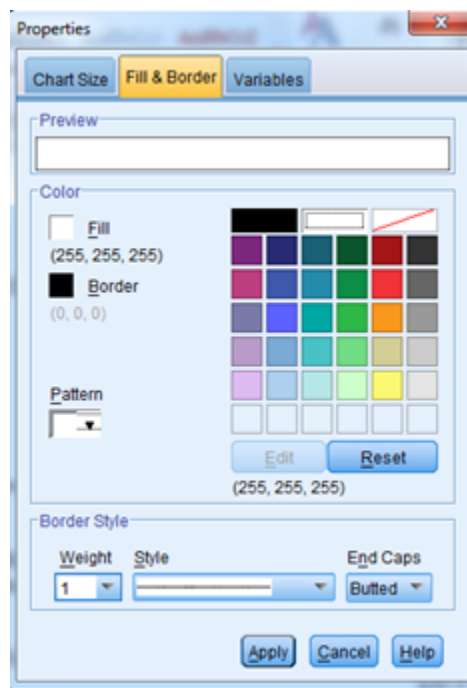 Properties
Chart Size Fill & Border Variables
Preview
Color
Fill
(255, 255, 255)
Border
(0, 0, 0)
Pattern
Edit Reset
(255, 255, 255)
Border Style
Weight Style End Caps
1 Butted
Apply Cancel Help